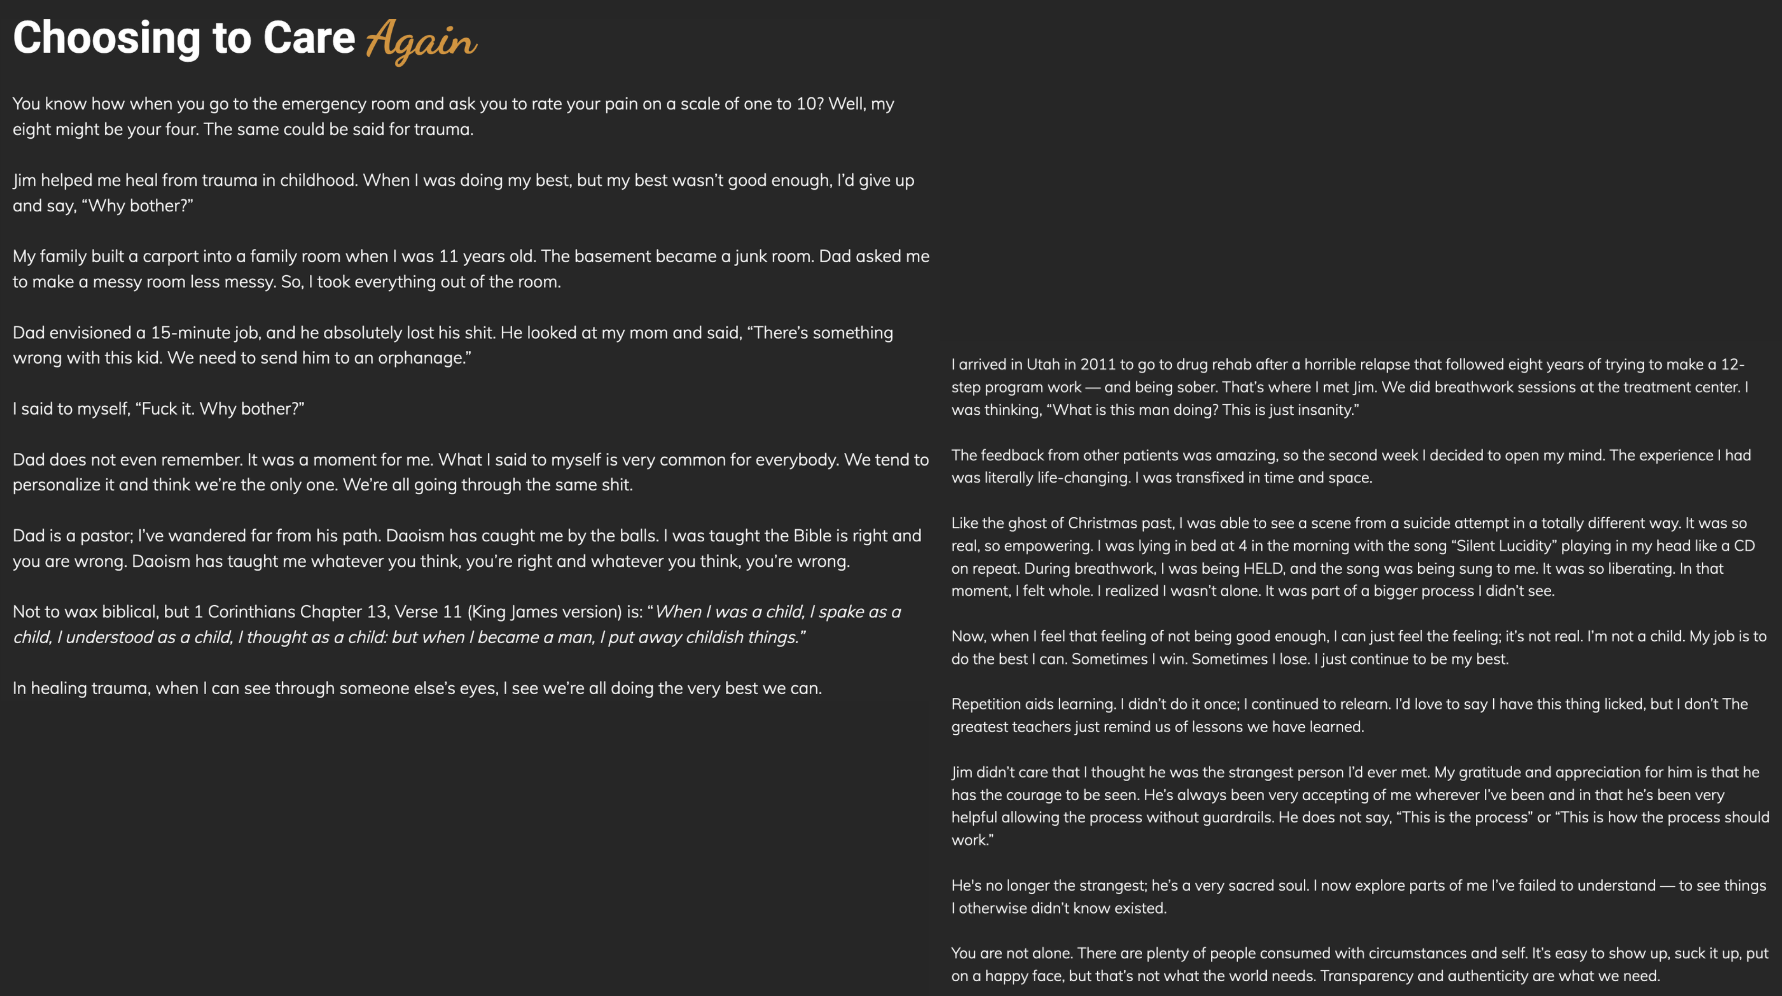 Choosing to Care Again
You know how when you go to the emergency room and ask you to rate your pain on a scale of one to 10? Well, my
eight might be your four. The same could be said for trauma.
Jim helped me heal from trauma in childhood. When I was doing my best, but my best wasn’t good enough, I’d give up
and say, “Why bother?”
My family built a carport into a family room when I was 11 years old. The basement became a junk room. Dad asked me
to make a messy room less messy. So, I took everything out of the room.
Dad envisioned a 15-minute job, and he absolutely lost his shit. He looked at my mom and said, “There’s something
wrong with this kid. We need to send him to an orphanage.”
I said to myself, “Fuck it. Why bother?”
Dad does not even remember. It was a moment for me. What I said to myself is very common for everybody. We tend to
personalize it and think we’re the only one. We’re all going through the same shit.
Dad is a pastor; I’ve wandered far from his path. Daoism has caught me by the balls. I was taught the Bible is right and
you are wrong. Daoism has taught me whatever you think, you’re right and whatever you think, you’re wrong.
Not to wax biblical, but 1 Corinthians Chapter 13, Verse 11 (King James version) is: “When I was a child, I spake as a
child, I understood as a child, I thought as a child: but when I became a man, I put away childish things.”
In healing trauma, when I can see through someone else’s eyes, I see we’re all doing the very best we can.
I arrived in Utah in 2011 to go to drug rehab after a horrible relapse that followed eight years of trying to make a 12-
step program work — and being sober. That’s where I met Jim. We did breathwork sessions at the treatment center. I
was thinking, “What is this man doing? This is just insanity.”
The feedback from other patients was amazing, so the second week I decided to open my mind. The experience I had
was literally life-changing. I was transfixed in time and space.
Like the ghost of Christmas past, I was able to see a scene from a suicide attempt in a totally different way. It was so
real, so empowering. I was lying in bed at 4 in the morning with the song “Silent Lucidity” playing in my head like a CD
on repeat. During breathwork, I was being HELD, and the song was being sung to me. It was so liberating. In that
moment, I felt whole. I realized I wasn’t alone. It was part of a bigger process I didn’t see.
Now, when I feel that feeling of not being good enough, I can just feel the feeling; it’s not real. I’m not a child. My job is to
do the best I can. Sometimes I win. Sometimes I lose. I just continue to be my best.
Repetition aids learning. I didn’t do it once; I continued to relearn. I’d love to say I have this thing licked, but I don’t The
greatest teachers just remind us of lessons we have learned.
Jim didn’t care that I thought he was the strangest person I’d ever met. My gratitude and appreciation for him is that he
has the courage to be seen. He’s always been very accepting of me wherever I’ve been and in that he’s been very
helpful allowing the process without guardrails. He does not say, “This is the process” or “This is how the process should
work.”
He's no longer the strangest; he’s a very sacred soul. I now explore parts of me I’ve failed to understand — to see things
I otherwise didn’t know existed.
You are not alone. There are plenty of people consumed with circumstances and self. It’s easy to show up, suck it up, put
on a happy face, but that’s not what the world needs. Transparency and authenticity are what we need.